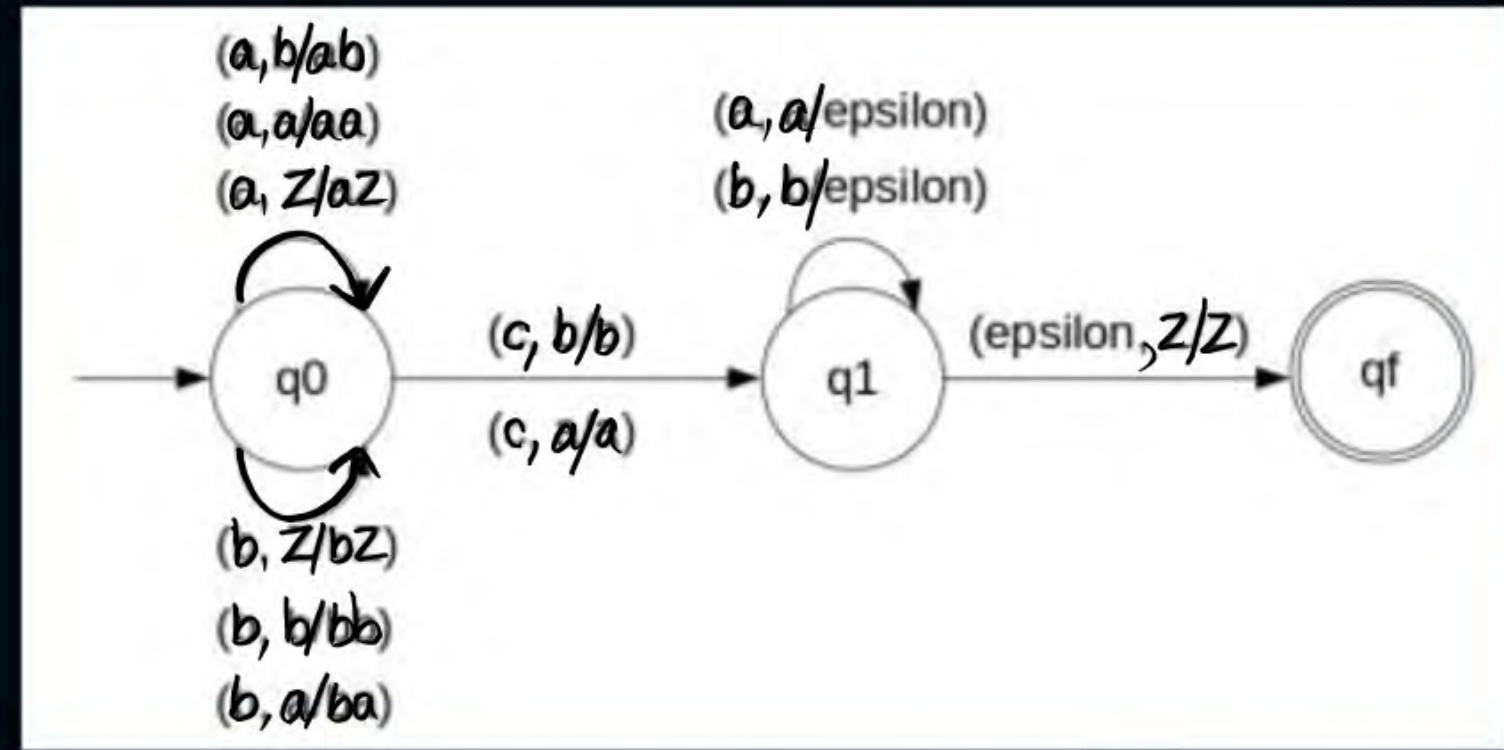 (a,b/ab)
(a,a/aa)
(a, Z/aZ)
(a, a/epsilon)
(b, b/epsilon)
(c, b/b)
(epsilon, Z/Z)
q0
q1
qf
(c, a/a)
(b, Z/bZ)
(b, b/bb)
(b, a/ba)